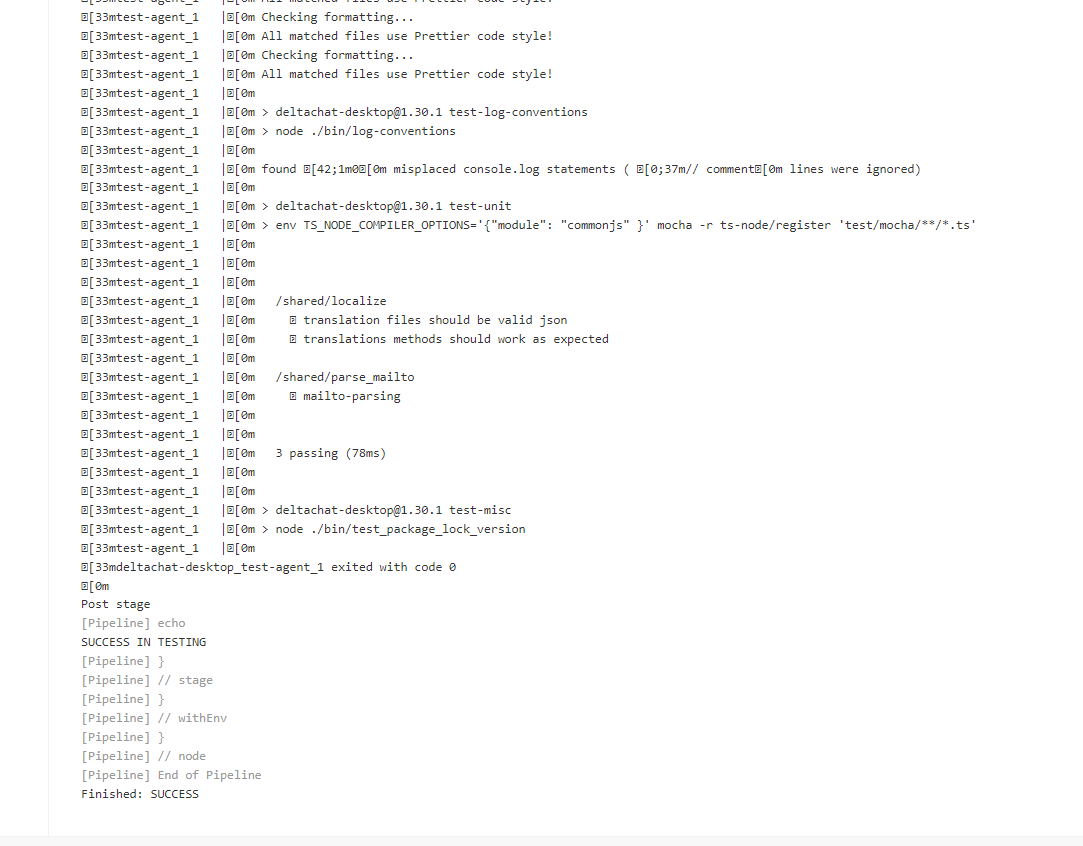 ␛[33mtest-agent_1   |␛[0m All matched files use Prettier code style!
␛[33mtest-agent_1   |␛[0m Checking formatting...
␛[33mtest-agent_1   |␛[0m All matched files use Prettier code style!
␛[33mtest-agent_1   |␛[0m Checking formatting...
␛[33mtest-agent_1   |␛[0m All matched files use Prettier code style!
␛[33mtest-agent_1   |␛[0m
␛[33mtest-agent_1   |␛[0m > deltachat-desktop@1.30.1 test-log-conventions
␛[33mtest-agent_1   |␛[0m > node ./bin/log-conventions
␛[33mtest-agent_1   |␛[0m
␛[33mtest-agent_1   |␛[0m found ␛[42;1m0␛[0m misplaced console.log statements ( ␛[0;37m// comment␛[0m lines were ignored)
␛[33mtest-agent_1   |␛[0m
␛[33mtest-agent_1   |␛[0m > deltachat-desktop@1.30.1 test-unit
␛[33mtest-agent_1   |␛[0m > env TS_NODE_COMPILER_OPTIONS='{"module": "commonjs" }' mocha -r ts-node/register 'test/mocha/**/*.ts'
␛[33mtest-agent_1   |␛[0m
␛[33mtest-agent_1   |␛[0m
␛[33mtest-agent_1   |␛[0m
␛[33mtest-agent_1   |␛[0m   /shared/localize
␛[33mtest-agent_1   |␛[0m     ␛ translation files should be valid json
␛[33mtest-agent_1   |␛[0m     ␛ translations methods should work as expected
␛[33mtest-agent_1   |␛[0m
␛[33mtest-agent_1   |␛[0m   /shared/parse_mailto
␛[33mtest-agent_1   |␛[0m     ␛ mailto-parsing
␛[33mtest-agent_1   |␛[0m
␛[33mtest-agent_1   |␛[0m
␛[33mtest-agent_1   |␛[0m   3 passing (78ms)
␛[33mtest-agent_1   |␛[0m
␛[33mtest-agent_1   |␛[0m
␛[33mtest-agent_1   |␛[0m > deltachat-desktop@1.30.1 test-misc
␛[33mtest-agent_1   |␛[0m > node ./bin/test_package_lock_version
␛[33mtest-agent_1   |␛[0m
␛[33mdeltachat-desktop_test-agent_1 exited with code 0
␛[0m
Post stage
[Pipeline] echo
SUCCESS IN TESTING
[Pipeline] }
[Pipeline] // stage
[Pipeline] }
[Pipeline] // withEnv
[Pipeline] }
[Pipeline] // node
[Pipeline] End of Pipeline
Finished: SUCCESS